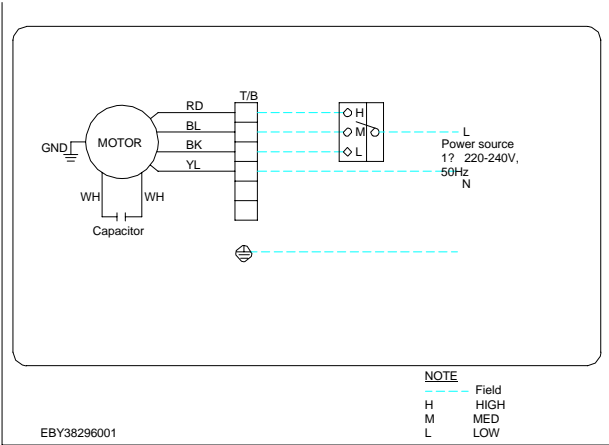 T/B
RD
BL
BK
YL
H
M
L
L
GND
MOTOR
Power source
1? 220-240V,
50Hz
N
WH
WH
Capacitor
NOTE
Field
H HIGH
M MED
L LOW
EBY38296001